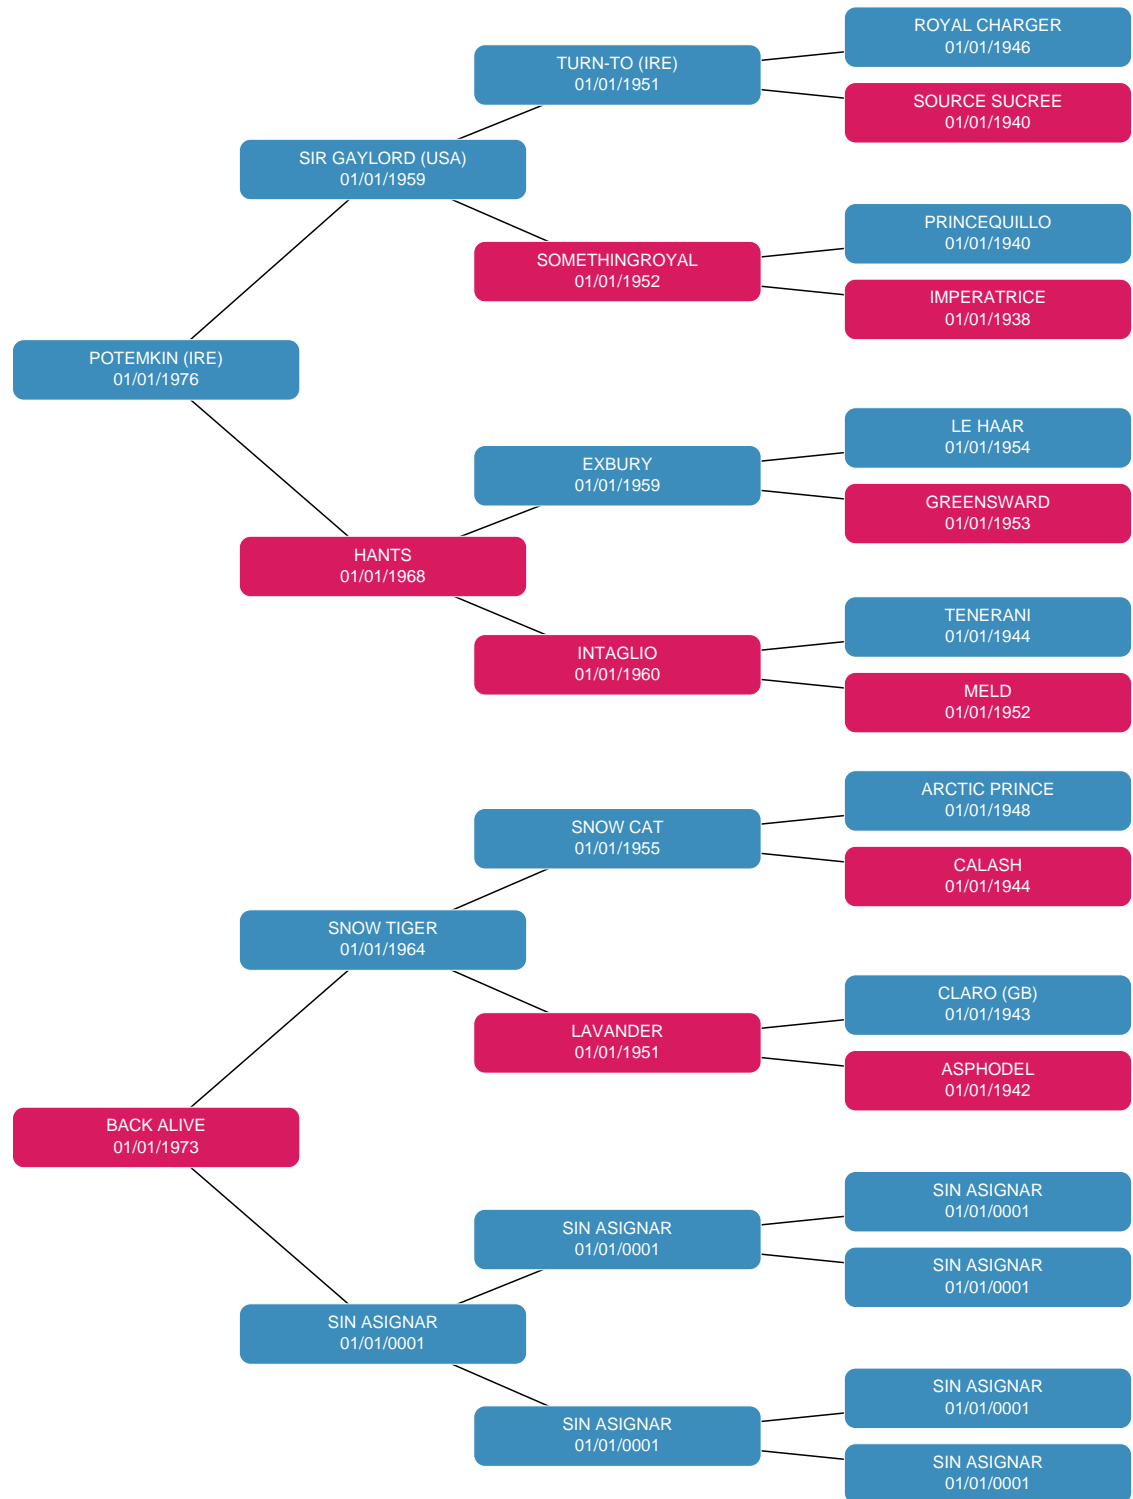 ROYAL CHARGER
01/01/1946
TURN-TO (IRE)
01/01/1951
SOURCE SUCREE
01/01/1940
SIR GAYLORD (USA)
01/01/1959
PRINCEQUILLO
01/01/1940
SOMETHINGROYAL
01/01/1952
IMPERATRICE
01/01/1938
POTEMKIN (IRE)
01/01/1976
LE HAAR
01/01/1954
EXBURY
01/01/1959
GREENSWARD
01/01/1953
HANTS
01/01/1968
TENERANI
01/01/1944
INTAGLIO
01/01/1960
MELD
01/01/1952
ARCTIC PRINCE
01/01/1948
SNOW CAT
01/01/1955
CALASH
01/01/1944
SNOW TIGER
01/01/1964
CLARO (GB)
01/01/1943
LAVANDER
01/01/1951
ASPHODEL
01/01/1942
BACK ALIVE
01/01/1973
SIN ASIGNAR
01/01/0001
SIN ASIGNAR
01/01/0001
SIN ASIGNAR
01/01/0001
SIN ASIGNAR
01/01/0001
SIN ASIGNAR
01/01/0001
SIN ASIGNAR
01/01/0001
SIN ASIGNAR
01/01/0001